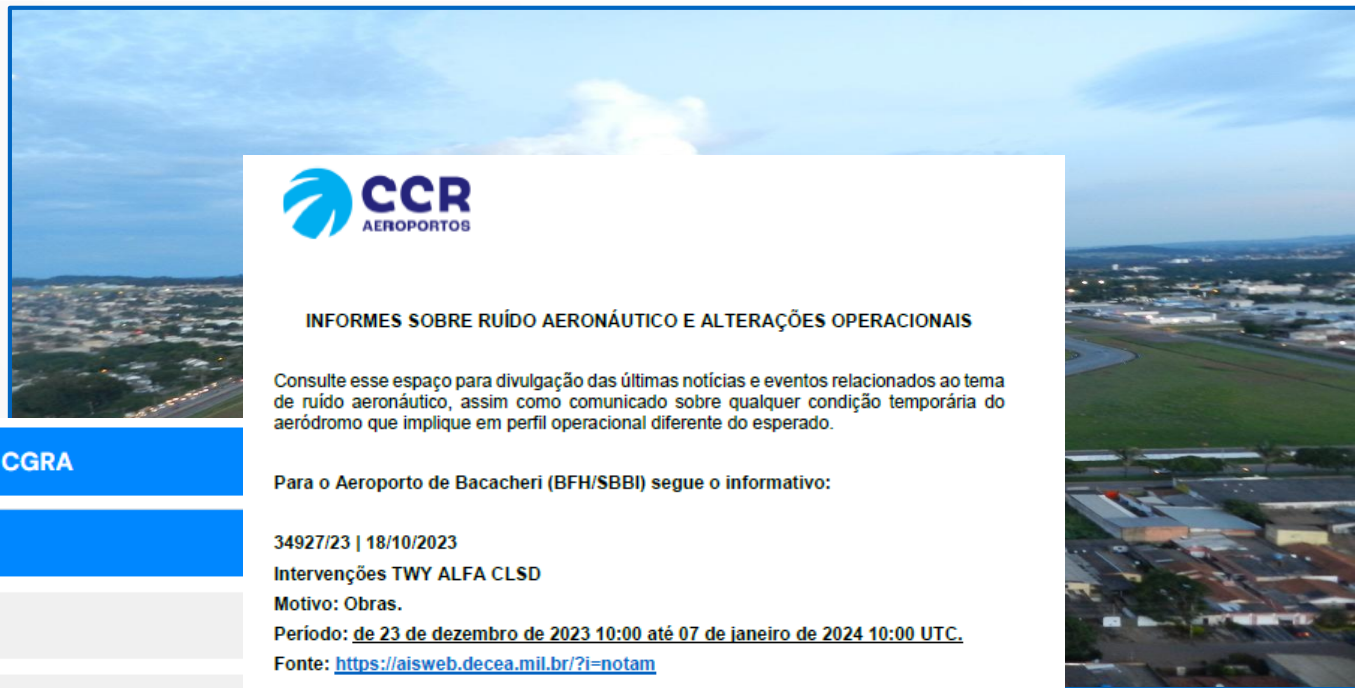 CCR
AEROPORTOS
INFORMES SOBRE RUÍDO AERONÁUTICO E ALTERAÇÕES OPERACIONAIS
Consulte esse espaço para divulgação das últimas notícias e eventos relacionados ao tema
de ruído aeronáutico, assim como comunicado sobre qualquer condição temporária do
aeródromo que implique em perfil operacional diferente do esperado.
CGRA
Para o Aeroporto de Bacacheri (BFH/SBBI) segue o informativo:
34927/23 | 18/10/2023
Intervenções TWY ALFA CLSD
Motivo: Obras.
Período: de 23 de dezembro de 2023 10:00 até 07 de janeiro de 2024 10:00 UTC.
Fonte: https://aisweb.decea.mil.br/?i=notam